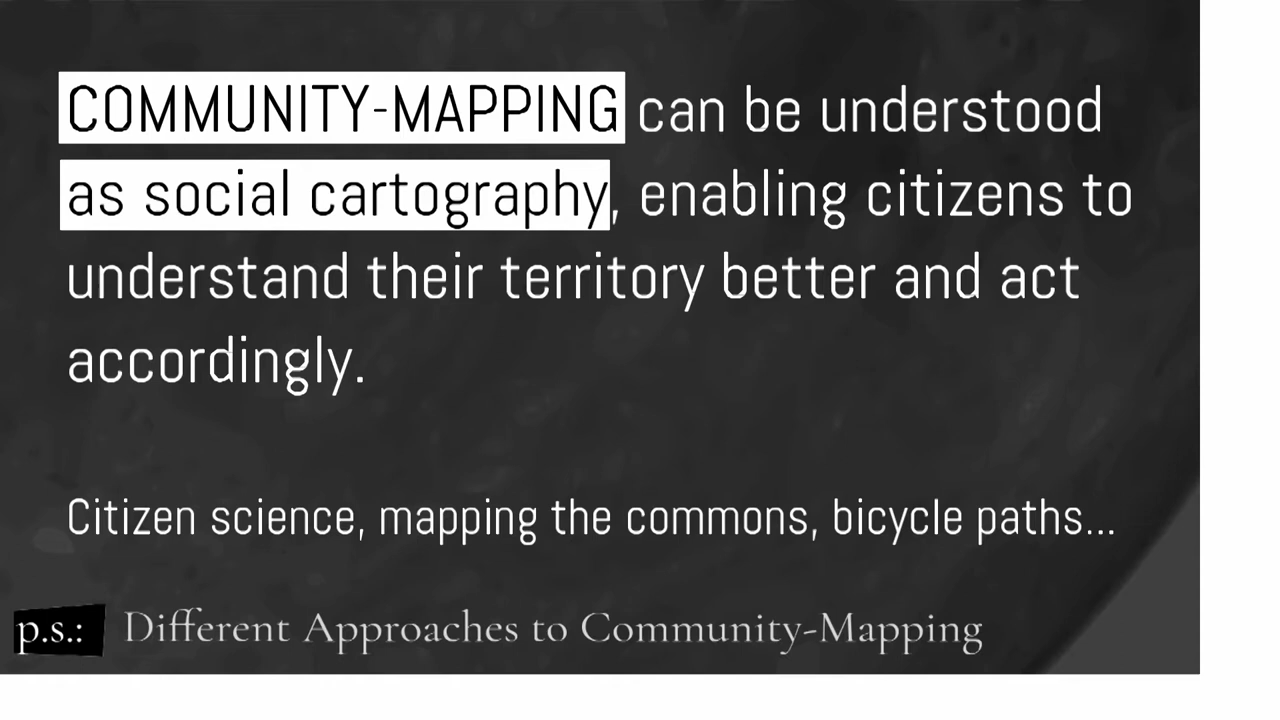 COMMUNITY-MAPPING can be understood
as social cartography, enabling citizens to
understand their territory better and act
accordingly.
Citizen science, mapping the commons, bicycle paths...
p.s.: Different Approaches to Community-Mapping